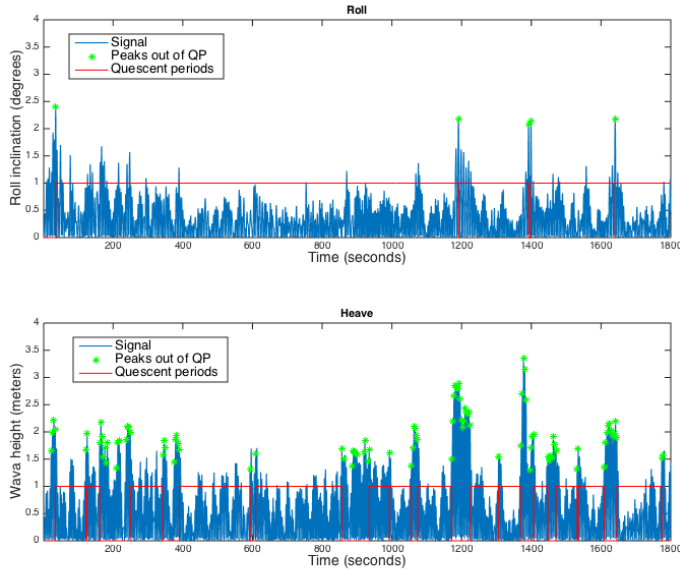 Roll
4
3.5
3
2.5
2
1.5
1
0.5
0
Roll inclination (degrees)
Signal
Peaks out of QP
Quescent periods
200 400 600 800 1000 1200 1400 1600 1800
Time (seconds)
Heave
4
3.5
3
2.5
2
1.5
1
0.5
0
Wava height (meters)
Signal
Peaks out of QP
Quescent periods
200 400 600 800 1000 1200 1400 1600 1800
Time (seconds)